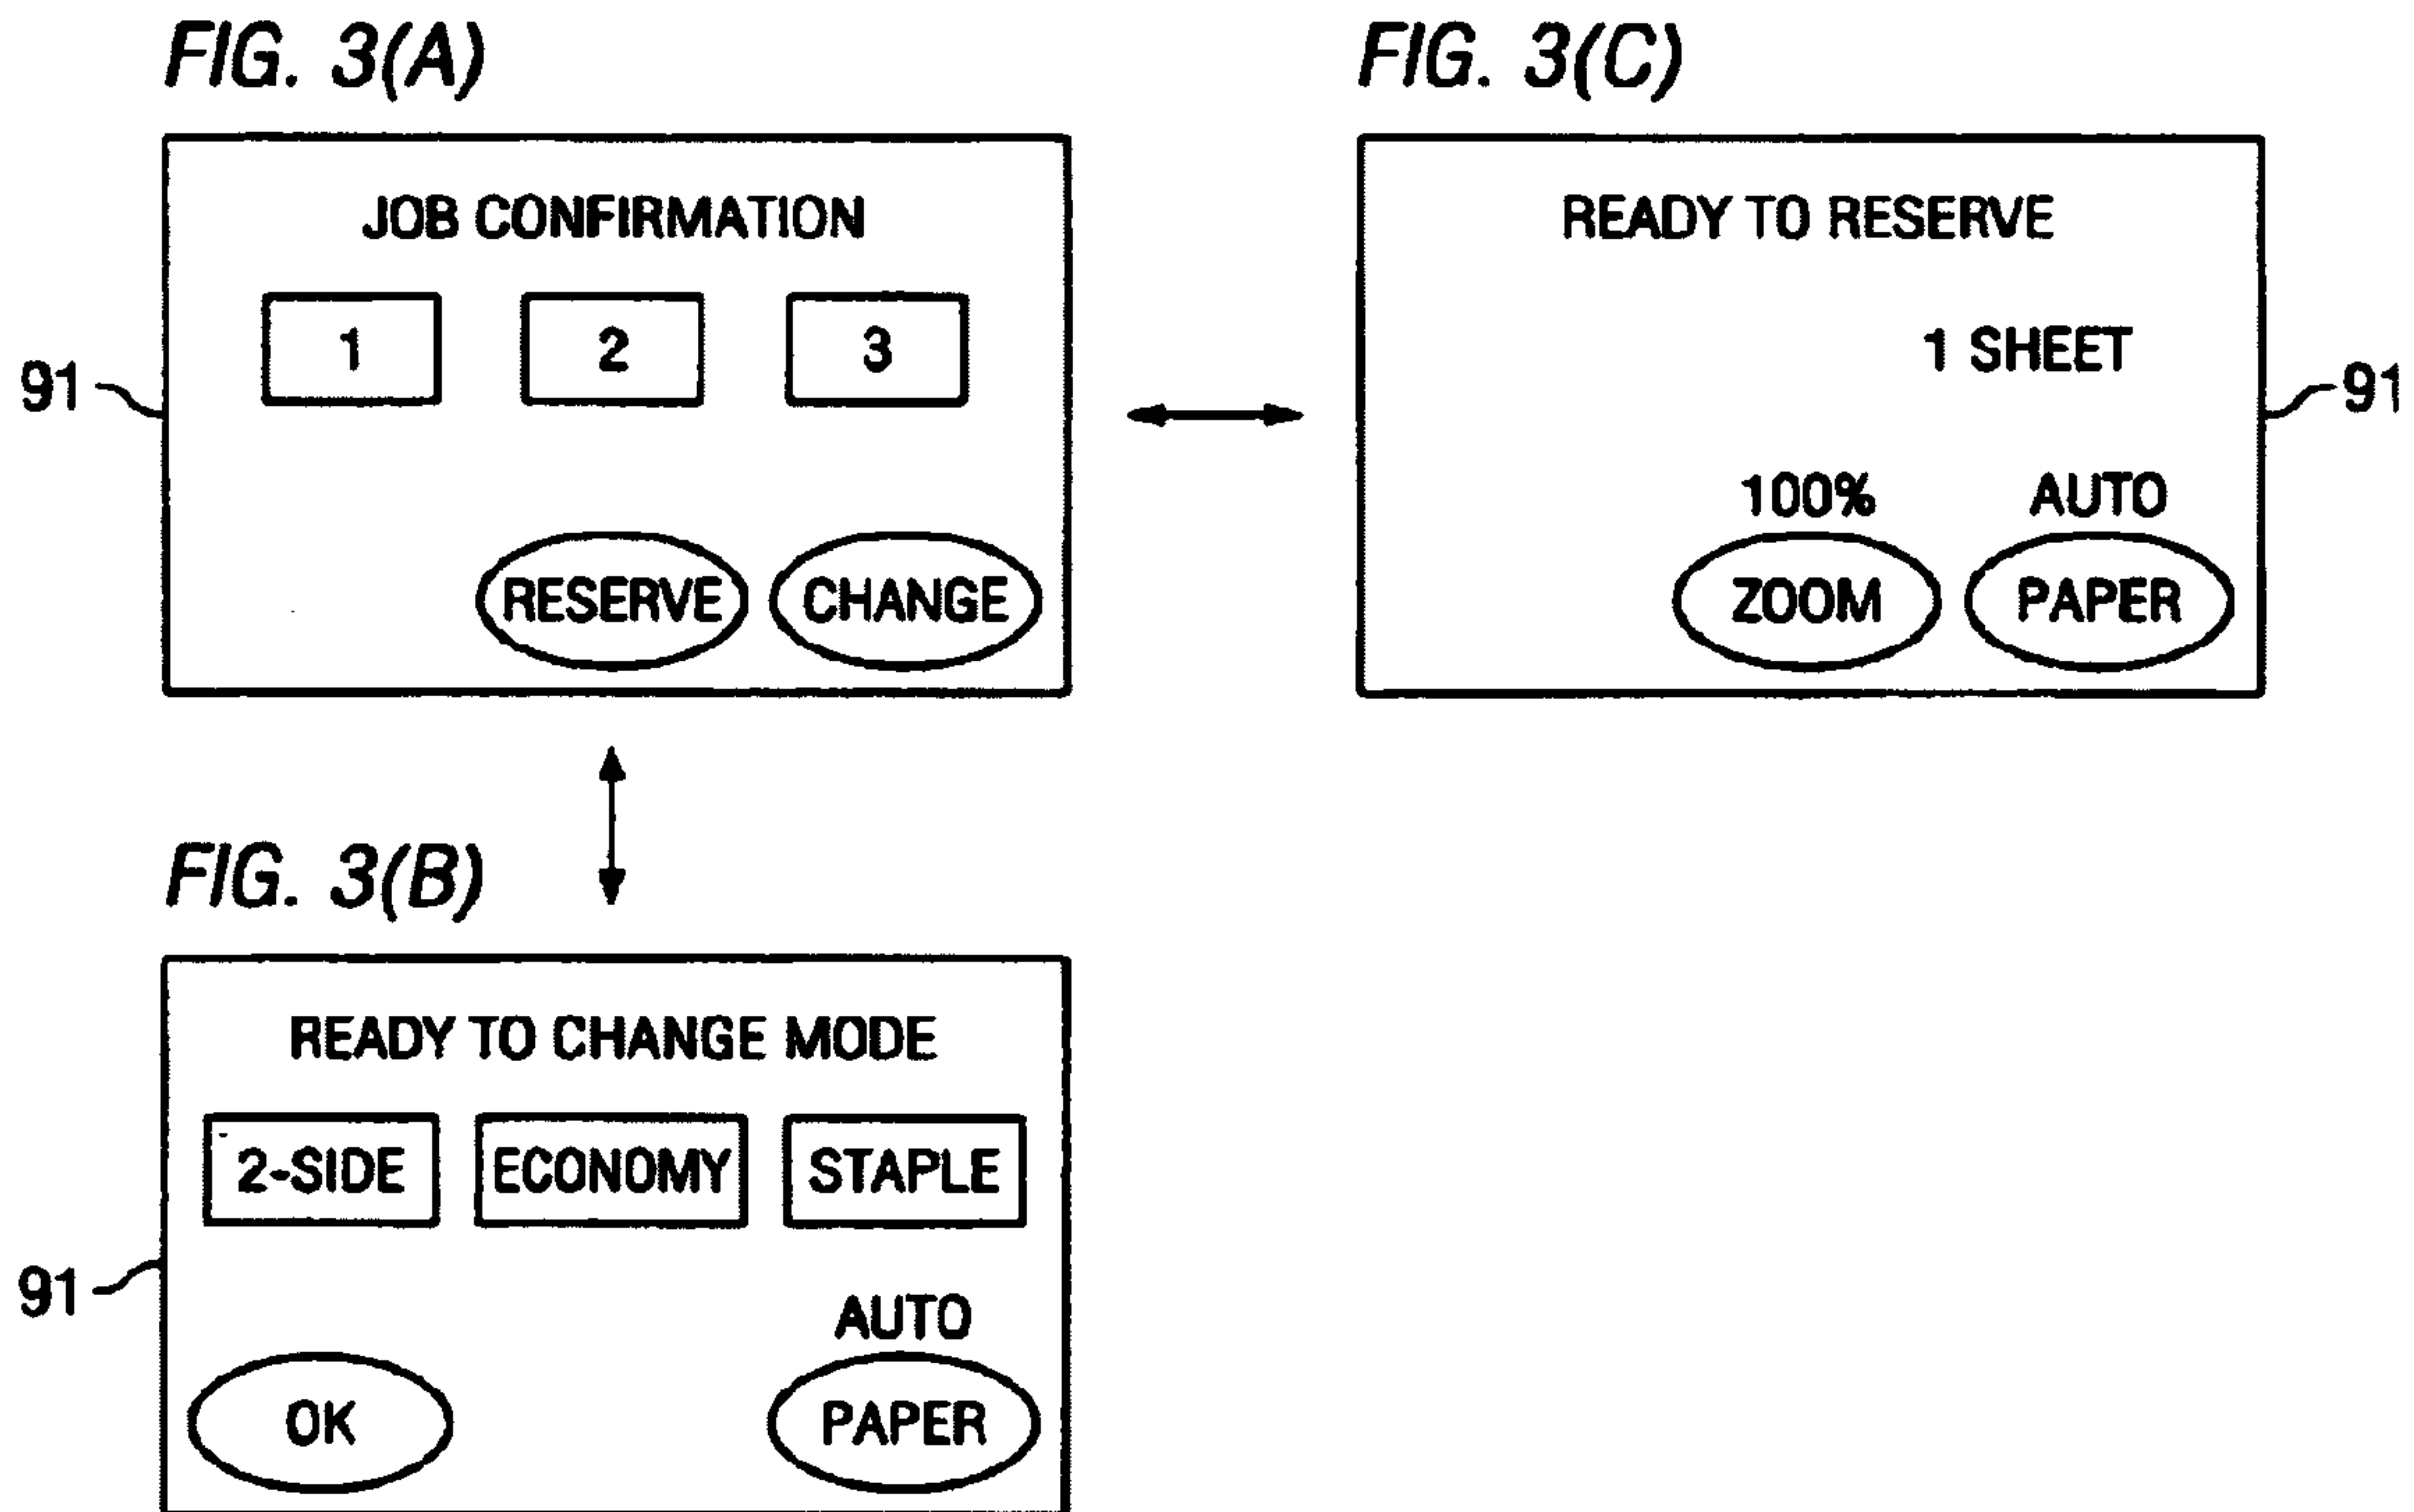 FIG. 3(A)
JOB CONFIRMATION
1 2 3
91
RESERVE CHANGE
FIG. 3(C)
READY TO RESERVE
1 SHEET
91
100% AUTO
ZOOM PAPER
FIG. 3(B)
READY TO CHANGE MODE
2-SIDE ECONOMY STAPLE
91
AUTO
OK PAPER